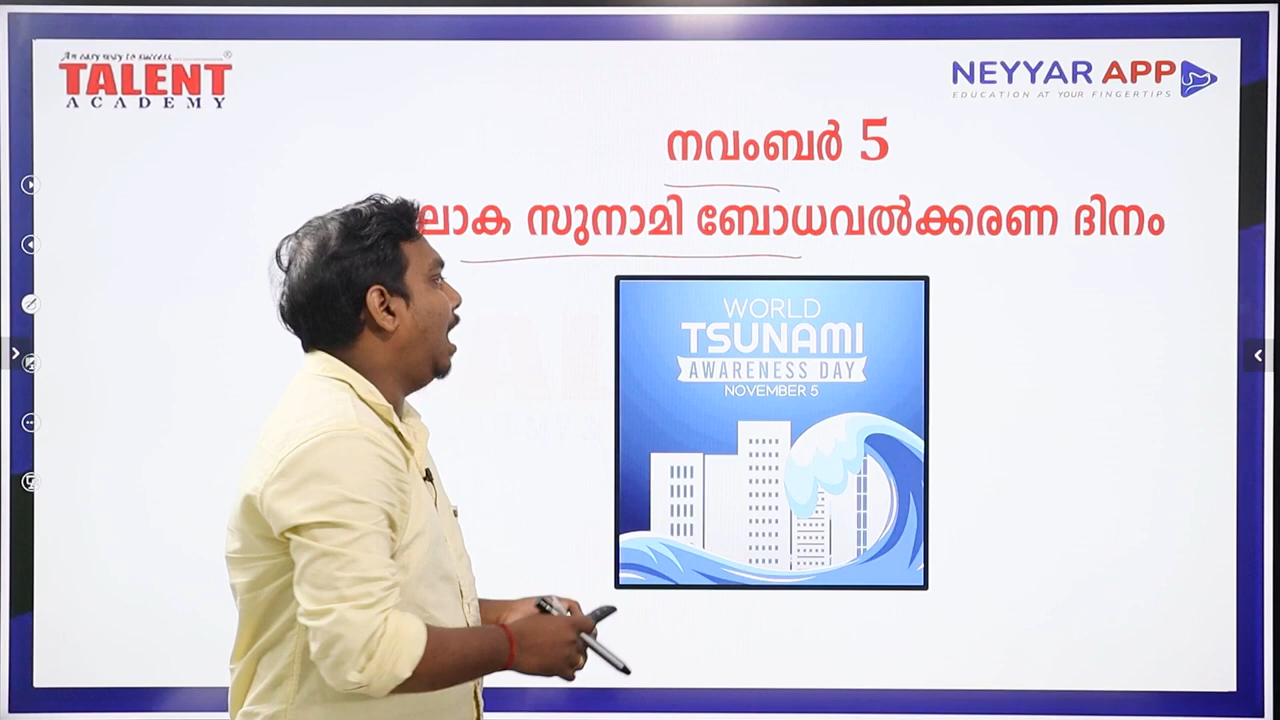 An easy way to success
TALENT
ACADEMY
NEYYAR APP
EDUCATION AT YOUR FINGERTIPS
നവംബർ 5
ലോക സുനാമി ബോധവൽക്കരണ ദിനം
WORLD
TSUNAMI
AWARENESS DAY
NOVEMBER 5